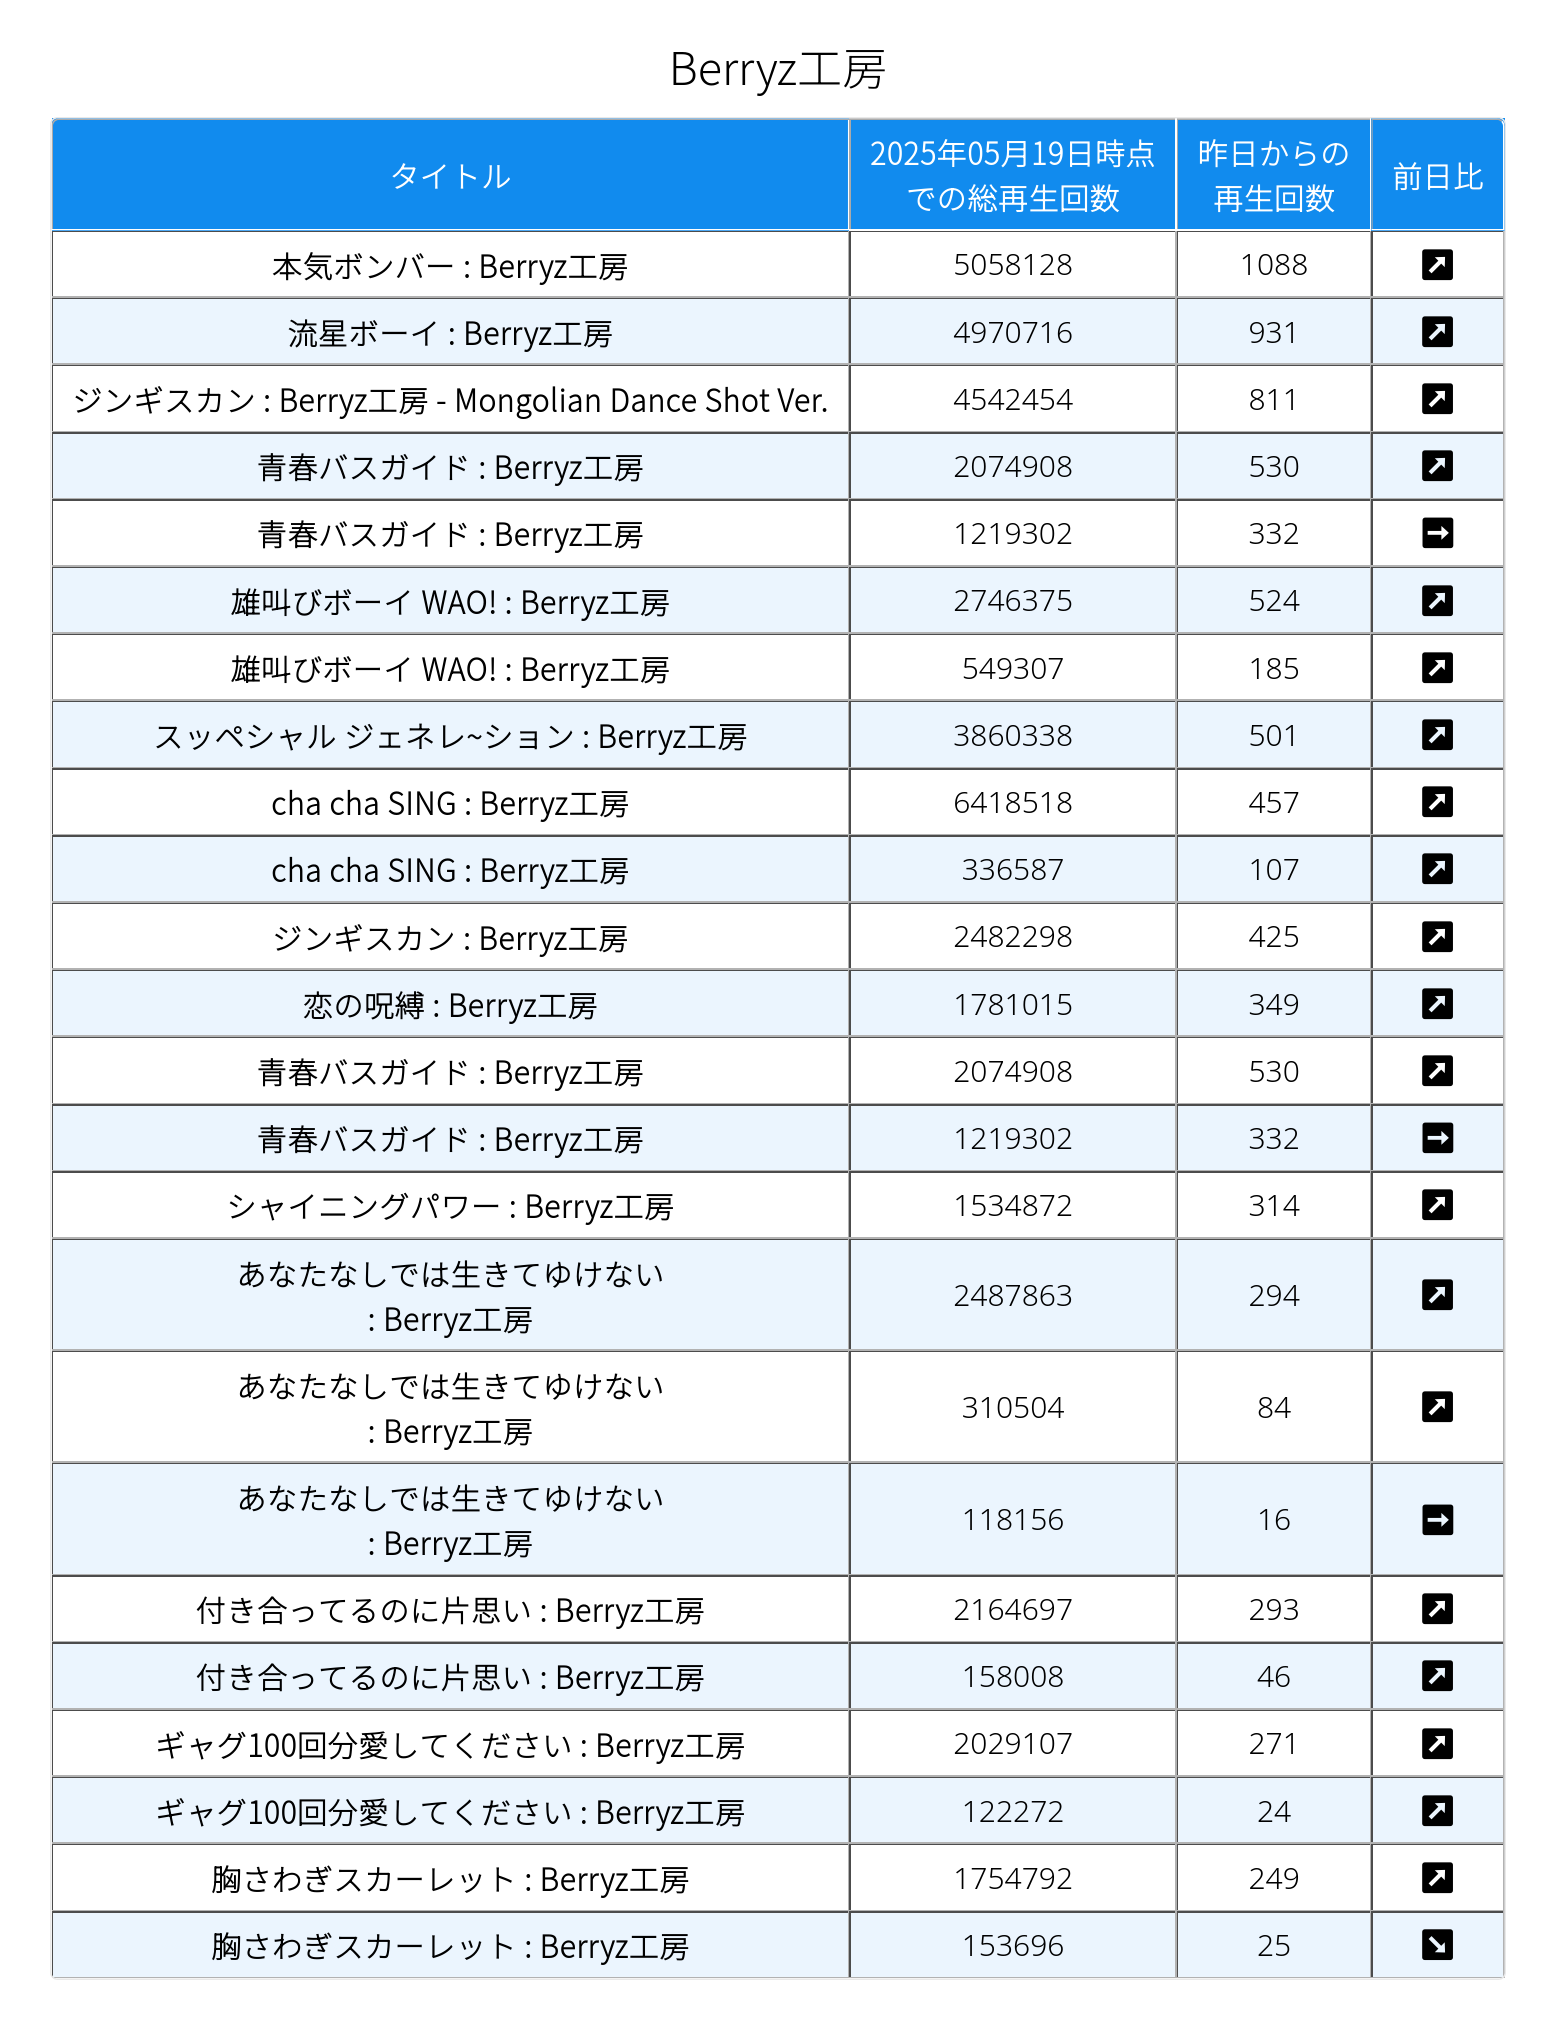 Berryz工房
タイトル
2025年05月19日時点
での総再生回数
昨日からの
再生回数
前日比
本気ボンバー : Berryz工房 5058128 1088 ↗
流星ボーイ : Berryz工房 4970716 931 ↗
ジンギスカン : Berryz工房 - Mongolian Dance Shot Ver. 4542454 811 ↗
青春バスガイド : Berryz工房 2074908 530 ↗
青春バスガイド : Berryz工房 1219302 332 →
雄叫びボーイ WAO! : Berryz工房 2746375 524 ↗
雄叫びボーイ WAO! : Berryz工房 549307 185 ↗
スッペシャル ジェネレ~ション : Berryz工房 3860338 501 ↗
cha cha SING : Berryz工房 6418518 457 ↗
cha cha SING : Berryz工房 336587 107 ↗
ジンギスカン : Berryz工房 2482298 425 ↗
恋の呪縛 : Berryz工房 1781015 349 ↗
青春バスガイド : Berryz工房 2074908 530 ↗
青春バスガイド : Berryz工房 1219302 332 →
シャイニングパワー : Berryz工房 1534872 314 ↗
あなたなしでは生きてゆけない
: Berryz工房 2487863 294 ↗
あなたなしでは生きてゆけない
: Berryz工房 310504 84 ↗
あなたなしでは生きてゆけない
: Berryz工房 118156 16 →
付き合ってるのに片思い : Berryz工房 2164697 293 ↗
付き合ってるのに片思い : Berryz工房 158008 46 ↗
ギャグ100回分愛してください : Berryz工房 2029107 271 ↗
ギャグ100回分愛してください : Berryz工房 122272 24 ↗
胸さわぎスカーレット : Berryz工房 1754792 249 ↗
胸さわぎスカーレット : Berryz工房 153696 25 ↘